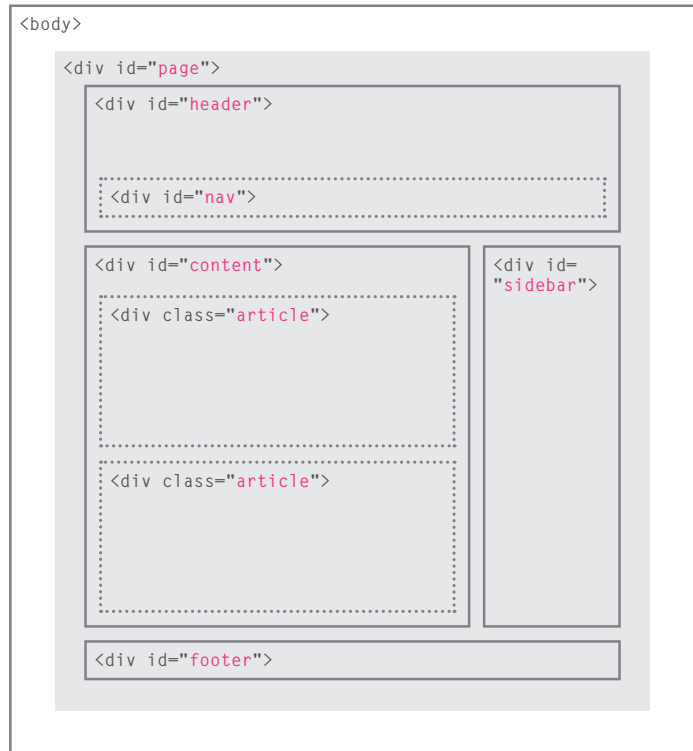 <body>
<div id="page">
<div id="header">
<div id="nav">
<div id="content">
<div class="article">
<div class="article">
<div id=
"sidebar">
<div id="footer">